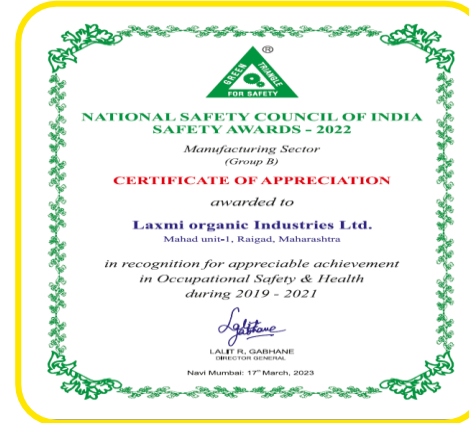 ®
GREEN TRIANGLE
FOR SAFETY
NATIONAL SAFETY COUNCIL OF INDIA
SAFETY AWARDS - 2022
Manufacturing Sector
(Group B)
CERTIFICATE OF APPRECIATION
awarded to
Laxmi organic Industries Ltd.
Mahad unit-1, Raigad, Maharashtra
in recognition for appreciable achievement
in Occupational Safety & Health
during 2019 - 2021
Lalit Gabhane
LALIT R, GABHANE
DIRECTOR GENERAL
Navi Mumbai: 17th March, 2023